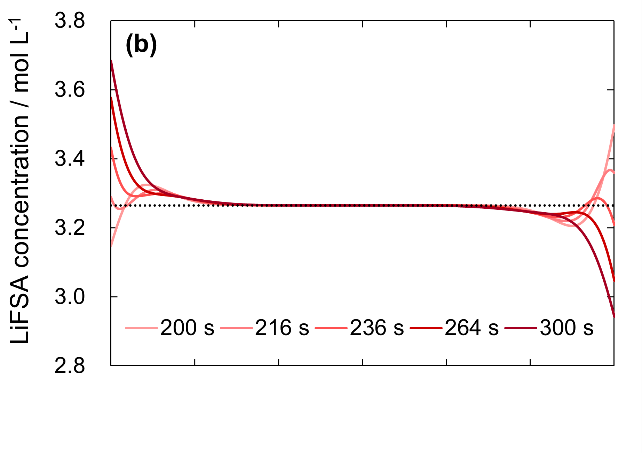 LiFSA concentration / mol L-1
3.8
3.6
3.4
3.2
3.0
2.8
(b)
200 s 216 s 236 s 264 s 300 s